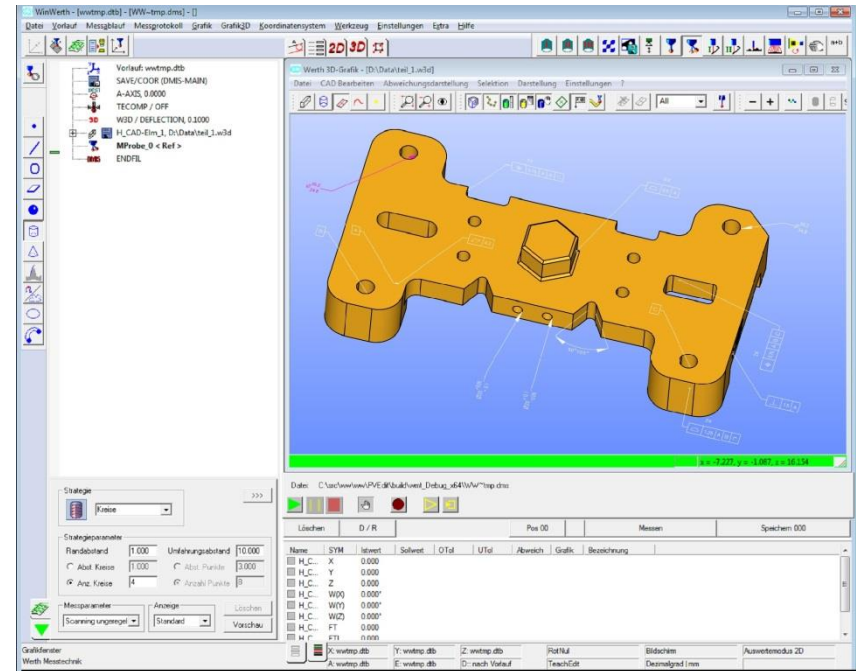 WinWerth - [wwtmp.dtb] - [WW~tmp.dms] - []
Datei Vorlauf Messablauf Messprotokoll Grafik Grafik3D Koordinatensystem Werkzeug Einstellungen Extra Hilfe
2D 3D
Vorlauf: wwtmp.dtb
SAVE/COOR (DMIS-MAIN)
A-AXIS, 0.0000
TECOMP / OFF
3D W3D / DEFLECTION, 0.1000
H_CAD-Elm_1, D:\Data\teil_1.w3d
MProbe_0 < Ref >
DMIS ENDFIL
Werth 3D-Grafik - [D:\Data\teil_1.w3d]
Datei CAD Bearbeiten Abweichungsdarstellung Selektion Darstellung Einstellungen ?
All
x = -7.227, y = -1.087, z = 16.154
Strategie
Kreise
>>>
Strategieparameter
Randabstand 1.000 Umfahrungsabstand 10.000
Abst. Kreise 1.000 Abst. Punkte 3.000
Anz. Kreise 4 Anzahl Punkte 8
Messparameter
Scanning ungeregel
Anzeige
Standard
Löschen
Vorschau
Datei: C:\src\ww\ww\PVEdit\build\vent_Debug_x64\WW~tmp.dms
Löschen D / R Pos 00 Messen Speichern 000
Name SYM Istwert Sollwert OTol UTol Abweich Grafik Bezeichnung
H_C... X 0.000
H_C... Y 0.000
H_C... Z 0.000
H_C... W(X) 0.000°
H_C... W(Y) 0.000°
H_C... W(Z) 0.000°
H_C... FT 0.000
H_C... FTL 0.000
Grafikfenster
Werth Messtechnik
X: wwtmp.dtb Y: wwtmp.dtb Z: wwtmp.dtb RotNul Bildschirm Auswertemodus 2D
A: wwtmp.dtb E: wwtmp.dtb D:: nach Vorlauf TeachEdit Dezimalgrad | mm